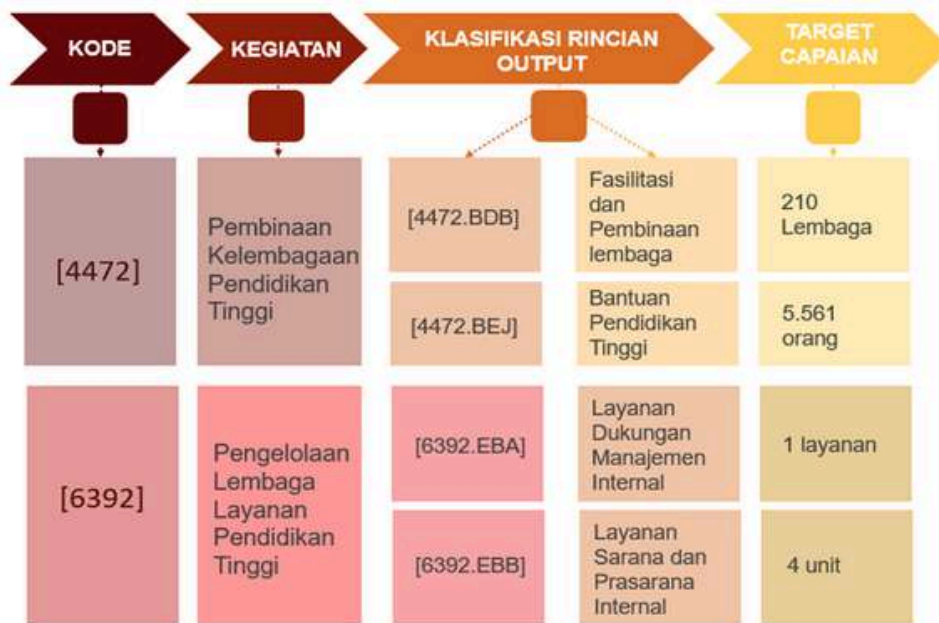 KODE
KEGIATAN
KLASIFIKASI RINCIAN
OUTPUT
TARGET
CAPAIAN
[4472]
Pembinaan
Kelembagaan
Pendidikan
Tinggi
[4472.BDB]
Fasilitasi
dan
Pembinaan
lembaga
210
Lembaga
[4472.BEJ]
Bantuan
Pendidikan
Tinggi
5.561
orang
[6392]
Pengelolaan
Lembaga
Layanan
Pendidikan
Tinggi
[6392.EBA]
Layanan
Dukungan
Manajemen
Internal
1 layanan
[6392.EBB]
Layanan
Sarana dan
Prasarana
Internal
4 unit